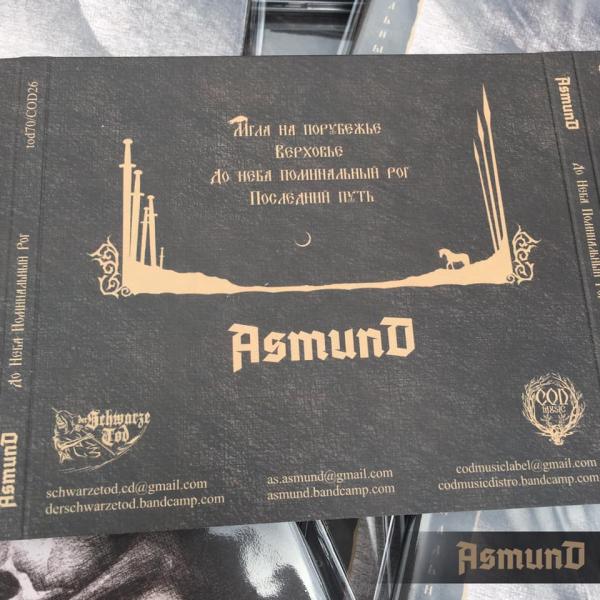 tod70/COD26
До Неба Поминальный Рог
Asmund
Мгла на порубежье
Верховье
До неба поминальный рог
Последний путь
Asmund
der Schwarze
Tod
schwarzetod.cd@gmail.com
derschwarzetod.bandcamp.com
as.asmund@gmail.com
asmund.bandcamp.com
COD
MUSIC
codmusiclabel@gmail.com
codmusicdistro.bandcamp.com
Asmund
До Неба Поминальный Рог
Asmund